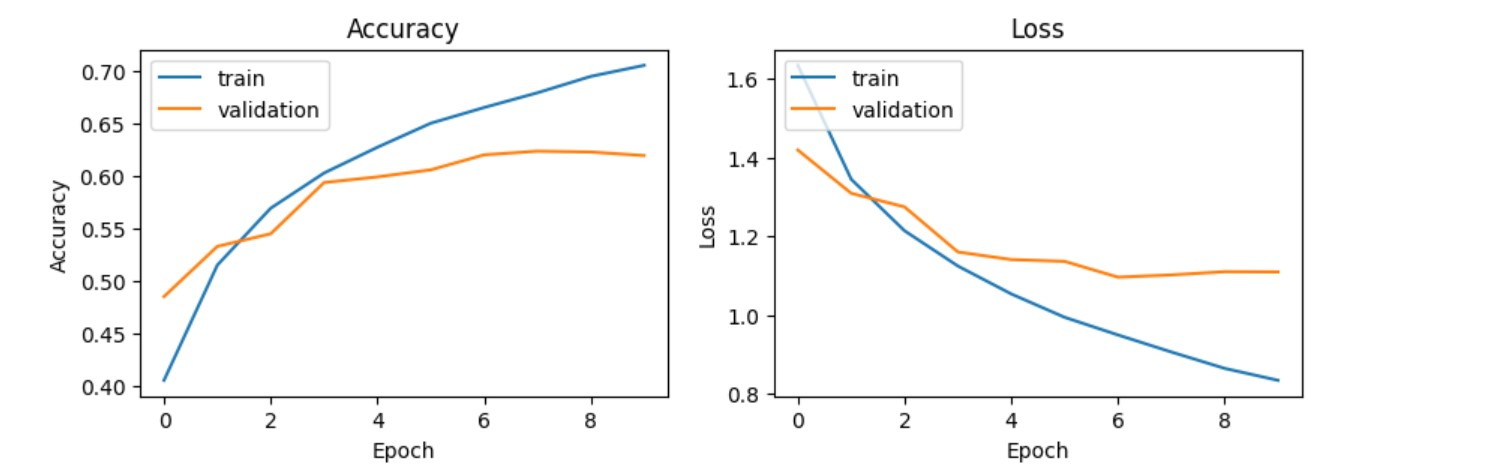 Accuracy
train
validation
0.70
0.65
0.60
0.55
0.50
0.45
0.40
Accuracy
0 2 4 6 8
Epoch
Loss
train
validation
1.6
1.4
1.2
1.0
0.8
Loss
0 2 4 6 8
Epoch